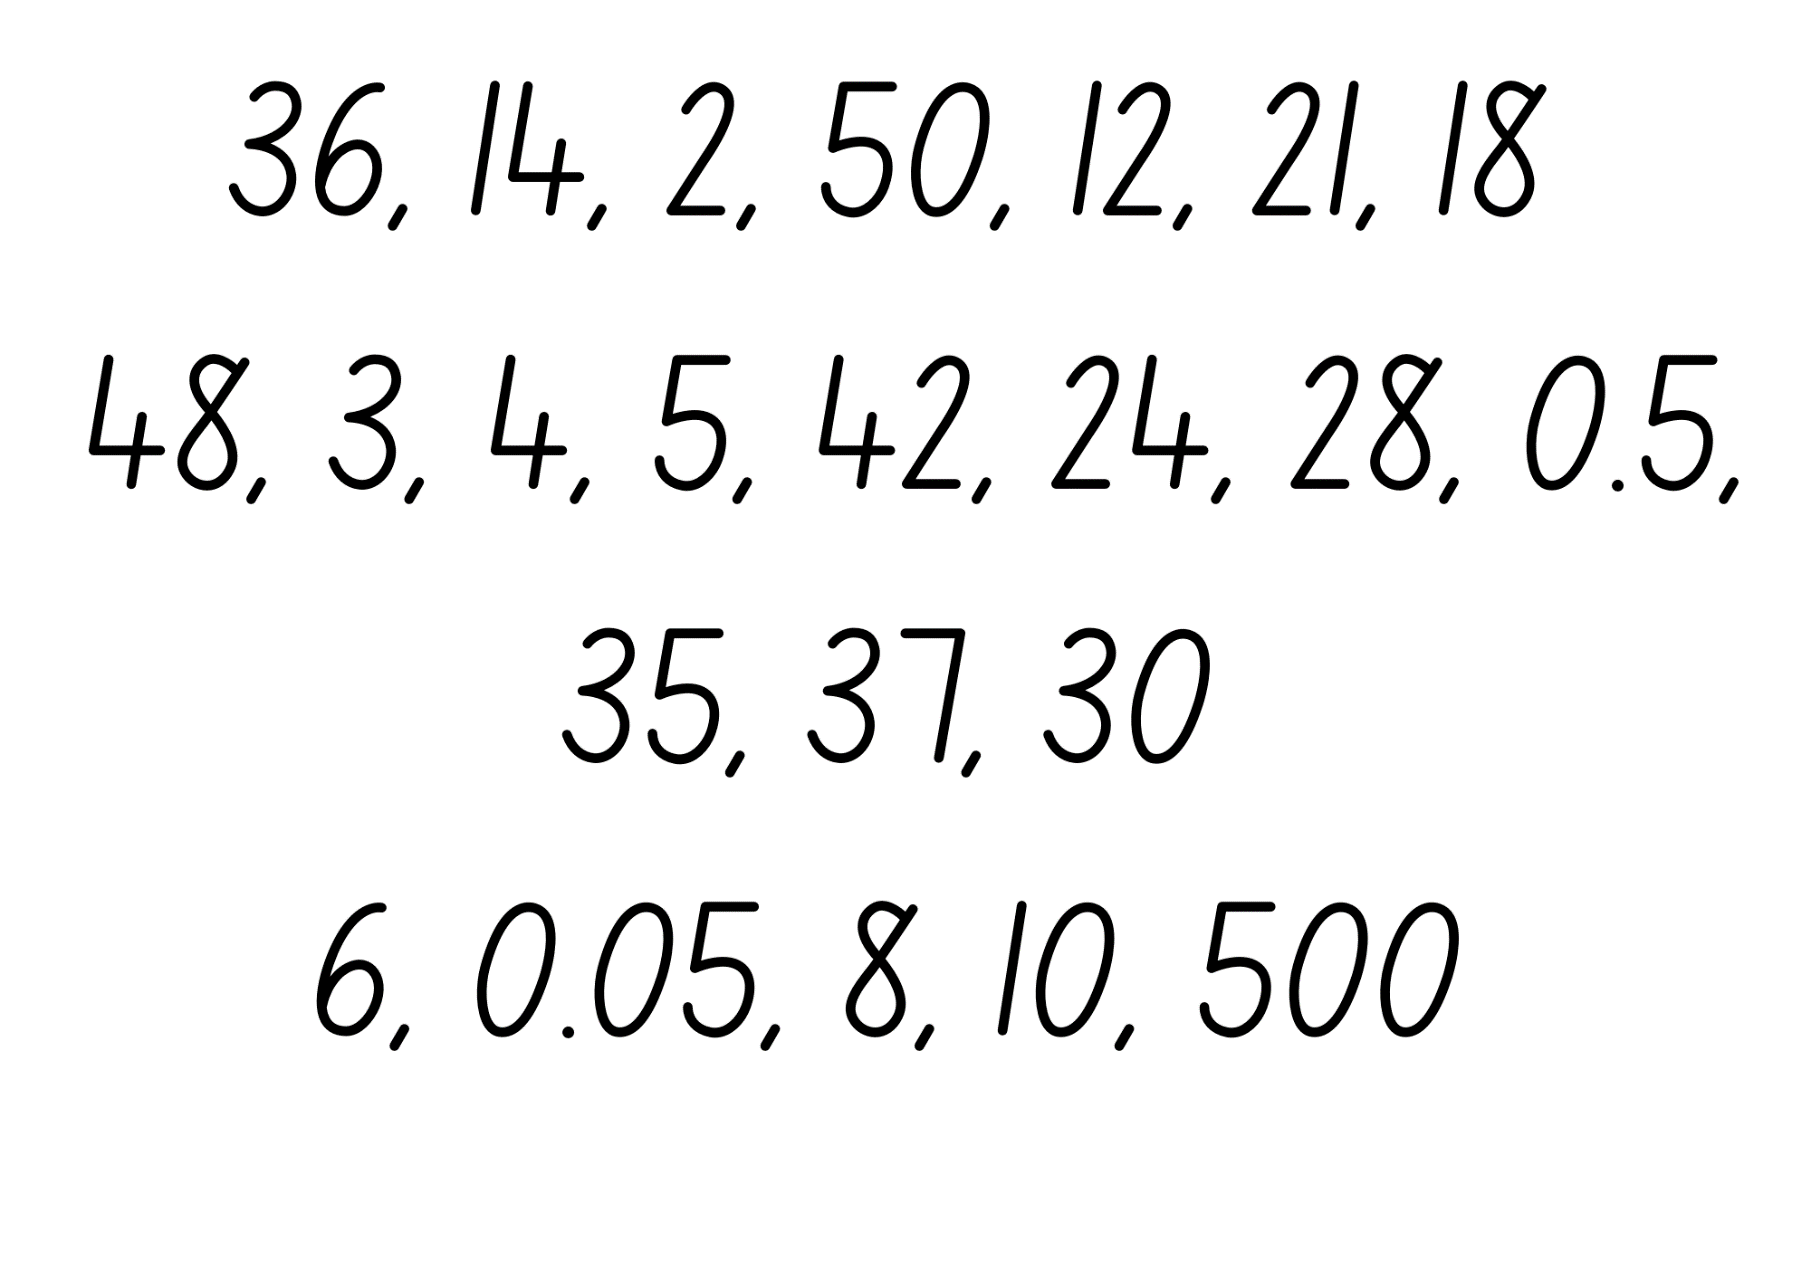 36, 14, 2, 50, 12, 21, 18
48, 3, 4, 5, 42, 24, 28, 0.5,
35, 37, 30
6, 0.05, 8, 10, 500